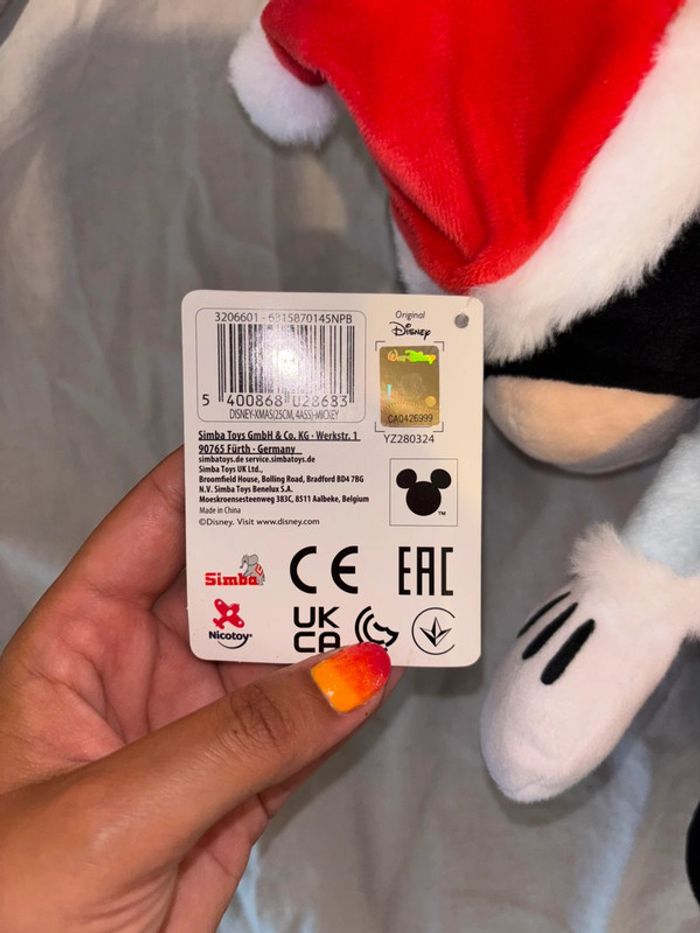 3206601 - 6315870145NPB
5 400868 028683
DISNEY-XMAS(25CM, 4ASS)-MICKEY
Original
Disney
Walt Disney
CA0426999
YZ280324
Simba Toys GmbH & Co. KG · Werkstr. 1
90765 Fürth · Germany
simbatoys.de service.simbatoys.de
Simba Toys UK Ltd.,
Broomfield House, Bolling Road, Bradford BD4 7BG
N.V. Simba Toys Benelux S.A.
Moeskroensesteenweg 383C, 8511 Aalbeke, Belgium
Made in China
©Disney. Visit www.disney.com
TM
Simba
CE
EAC
Nicotoy
UK
CA